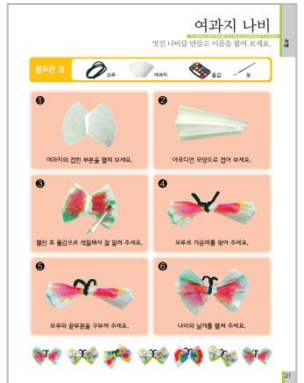 여과지 나비
멋진 나비를 만들고 이름을 붙여 보세요.
필요한 것
모루
여과지
물감
붓
1
여과지의 접힌 부분을 펼쳐 보세요.
2
아코디언 모양으로 접어 보세요.
3
펼친 후 물감으로 색칠해서 잘 말려 주세요.
4
모루로 가운데를 묶어 주세요.
5
모루의 끝부분을 구부려 주세요.
6
나비의 날개를 펼쳐 주세요.
21